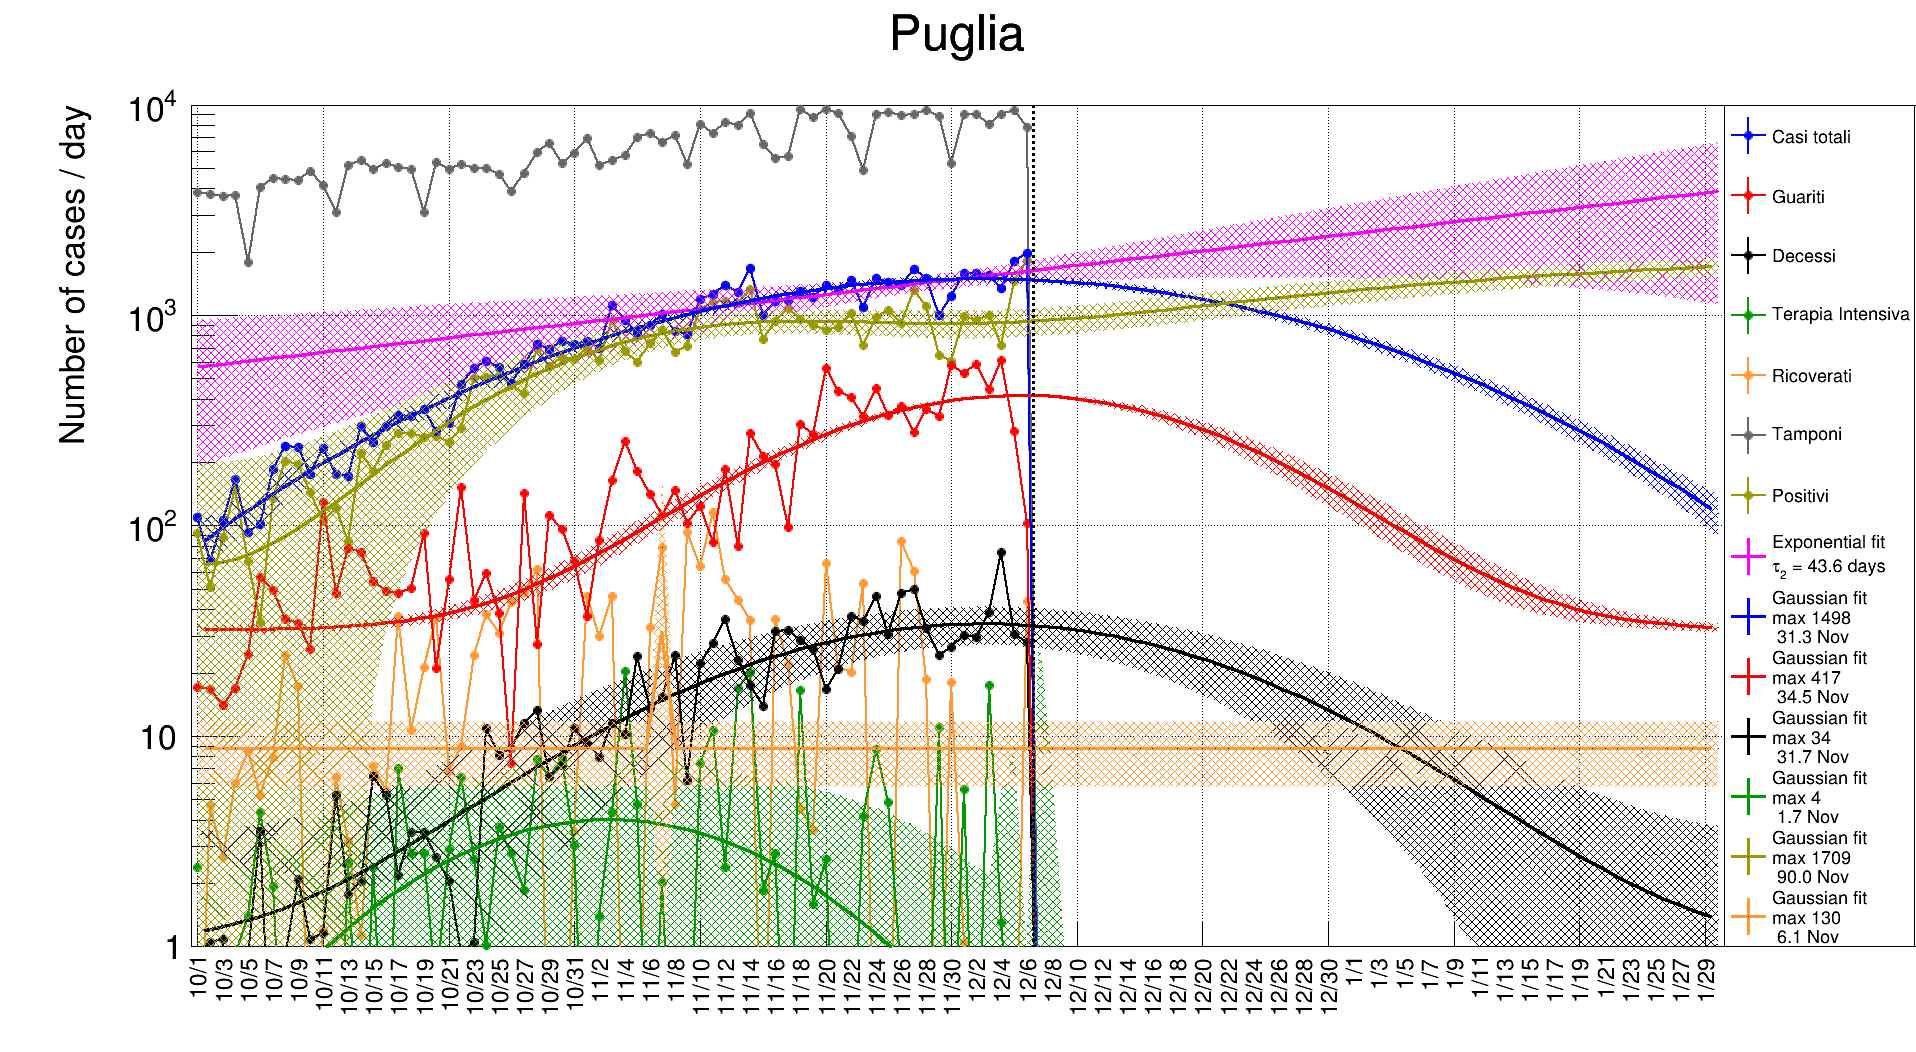 Puglia
Number of cases / day
10^4
10^3
10^2
10
1
10/1 10/3 10/5 10/7 10/9 10/11 10/13 10/15 10/17 10/19 10/21 10/23 10/25 10/27 10/29 10/31 11/2 11/4 11/6 11/8 11/10 11/12 11/14 11/16 11/18 11/20 11/22 11/24 11/26 11/28 11/30 12/2 12/4 12/6 12/8 12/10 12/12 12/14 12/16 12/18 12/20 12/22 12/24 12/26 12/28 12/30 1/1 1/3 1/5 1/7 1/9 1/11 1/13 1/15 1/17 1/19 1/21 1/23 1/25 1/27 1/29
Casi totali
Guariti
Decessi
Terapia Intensiva
Ricoverati
Tamponi
Positivi
Exponential fit
τ2 = 43.6 days
Gaussian fit
max 1498
31.3 Nov
Gaussian fit
max 417
34.5 Nov
Gaussian fit
max 34
31.7 Nov
Gaussian fit
max 4
1.7 Nov
Gaussian fit
max 1709
90.0 Nov
Gaussian fit
max 130
6.1 Nov